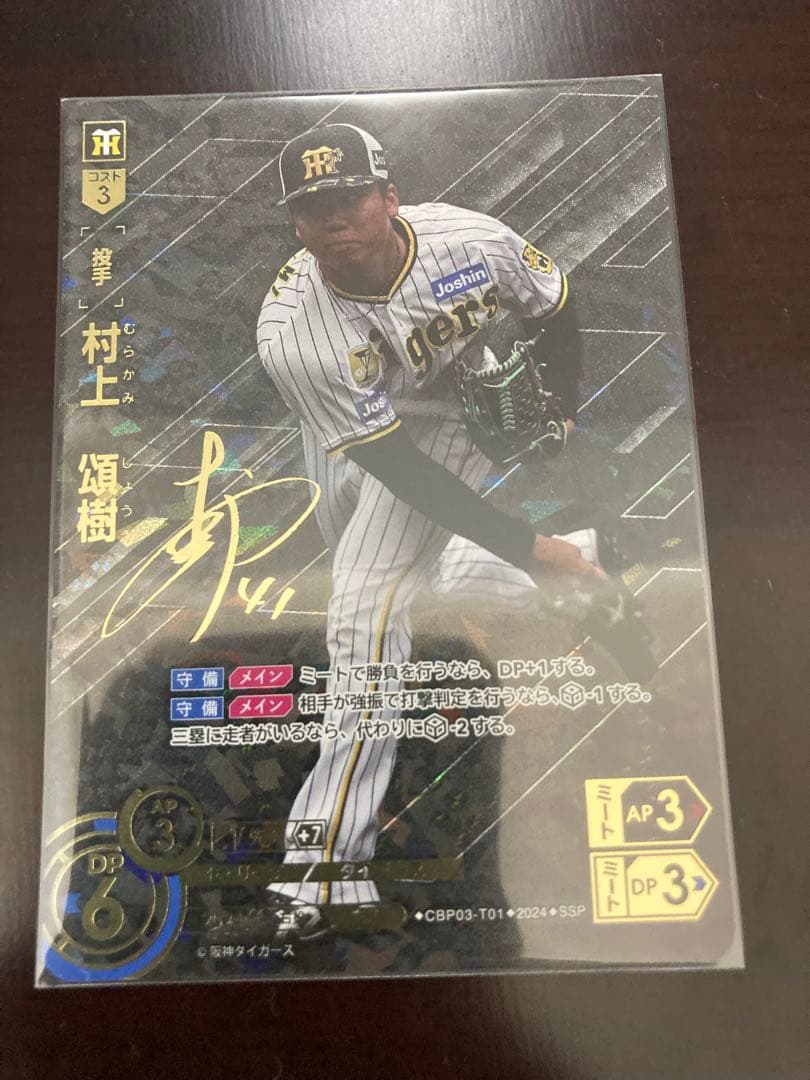 コスト
3
投手
村上 頌樹
むらかみ しょう
Joshin
Tigers
41
守備 メイン ミートで勝負を行うなら、DP+1する。
守備 メイン 相手が強振で打撃判定を行うなら、-1する。
三塁に走者がいるなら、代わりに-2する。
AP
3
+7
DP
6
ミート AP 3
ミート DP 3
◆CBP03-T01◆2024◆SSP
© 阪神タイガース